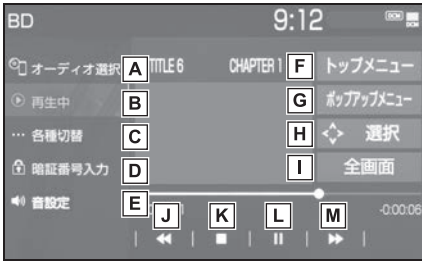 BD 9:12
DCM
オーディオ選択 A TITLE 6 CHAPTER 1 F トップメニュー
再生中 B G ポップアップメニュー
各種切替 C H 選択
暗証番号入力 D I 全画面
音設定 E
J K L M -0:00:06